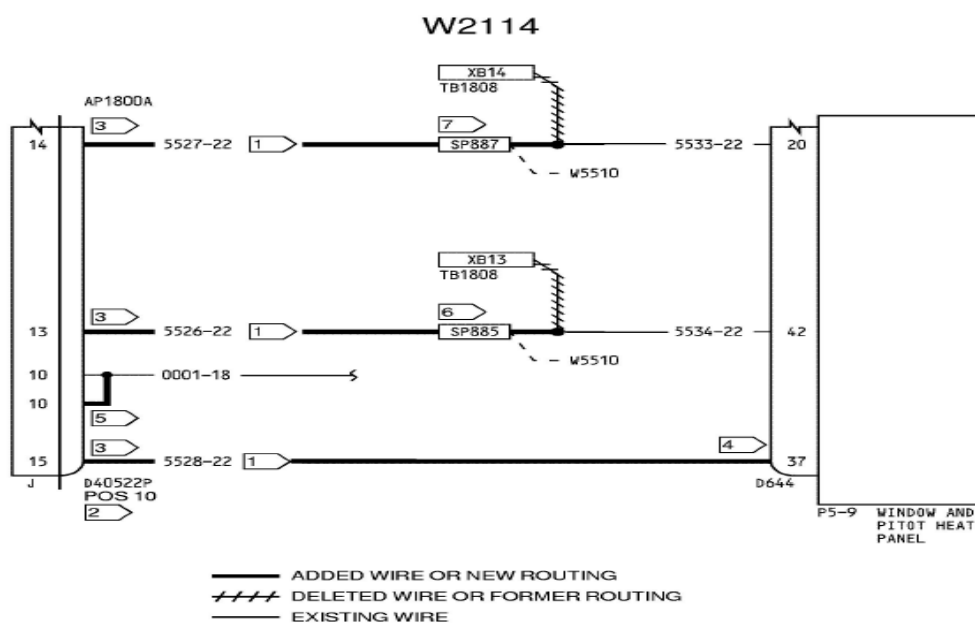 W2114
XB14
TB1808
AP1800A
3
7
14
5527-22
1
SP887
5533-22
20
W5510
XB13
TB1808
3
6
13
5526-22
1
SP885
5534-22
42
W5510
10
0001-18
10
5
3
4
15
5528-22
1
37
J
D40522P
D644
POS 10
2
P5-9 WINDOW AND
PITOT HEAT
PANEL
ADDED WIRE OR NEW ROUTING
DELETED WIRE OR FORMER ROUTING
EXISTING WIRE